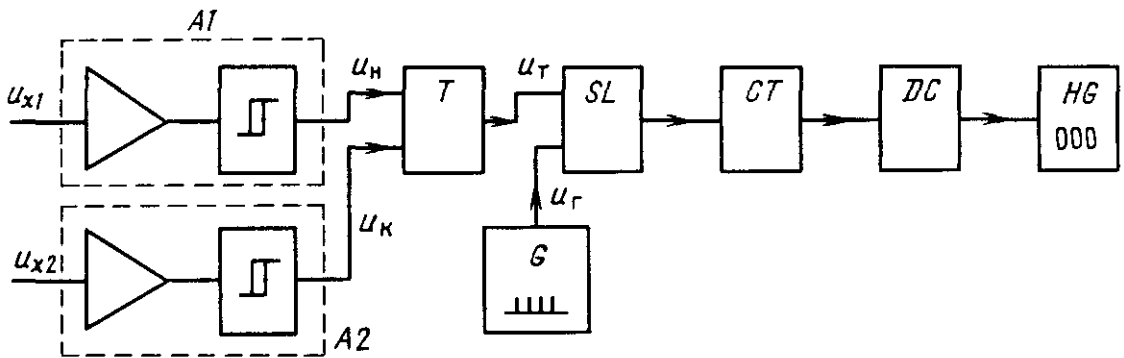 A1
u_x1
u_н
T
u_т
SL
CT
DC
HG
000
u_к
u_г
G
u_x2
A2